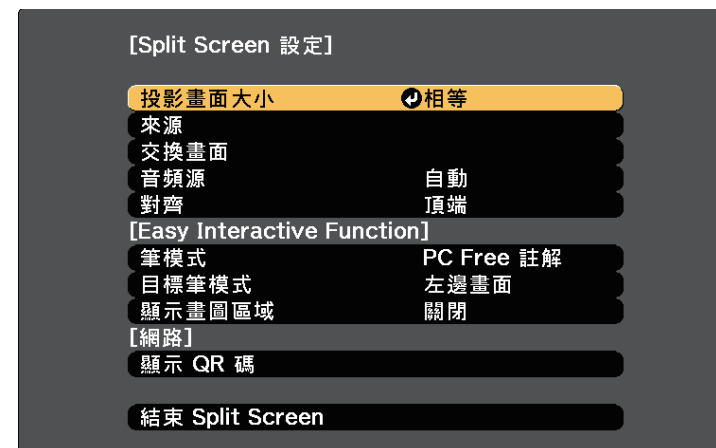 [Split Screen 設定]
投影畫面大小 相等
來源
交換畫面
音頻源 自動
對齊 頂端
[Easy Interactive Function]
筆模式 PC Free 註解
目標筆模式 左邊畫面
顯示畫圖區域 關閉
[網路]
顯示 QR 碼
結束 Split Screen